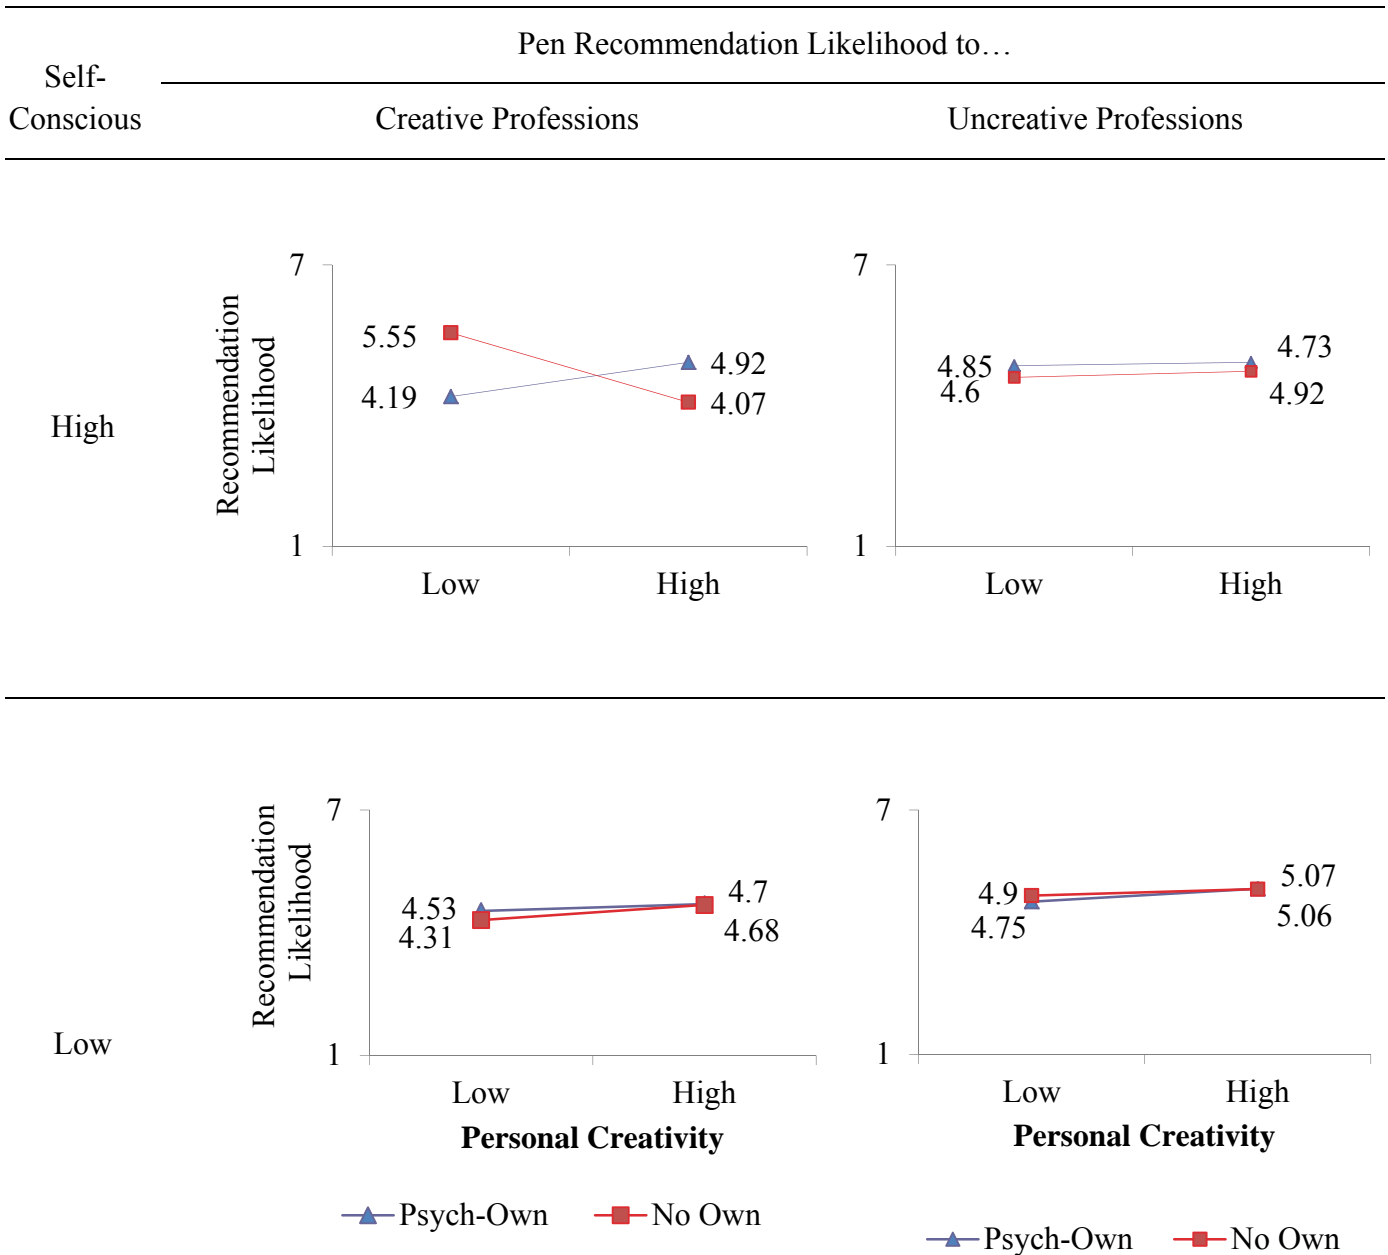 Pen Recommendation Likelihood to…
Self-
Conscious
Creative Professions
Uncreative Professions
High
Recommendation
Likelihood
7
5.55
4.19
4.92
4.07
1
Low
High
7
4.85
4.6
4.73
4.92
1
Low
High
Low
Recommendation
Likelihood
7
4.53
4.31
4.7
4.68
1
Low
High
Personal Creativity
Psych-Own
No Own
7
4.9
4.75
5.07
5.06
1
Low
High
Personal Creativity
Psych-Own
No Own